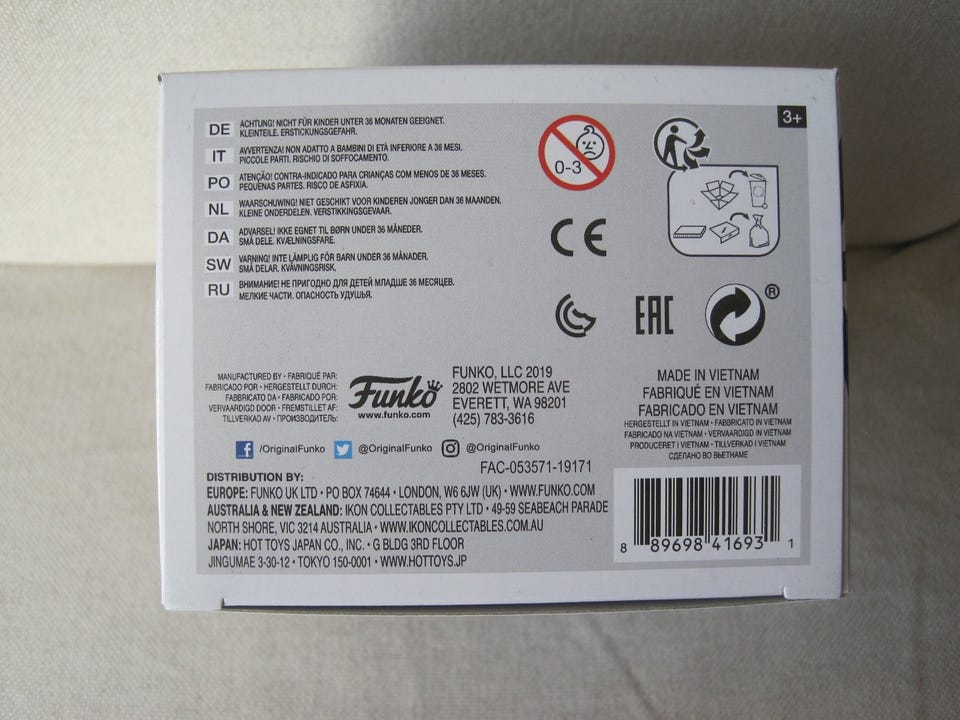 3+
DE ACHTUNG! NICHT FÜR KINDER UNTER 36 MONATEN GEEIGNET.
KLEINTEILE. ERSTICKUNGSGEFAHR.
IT AVVERTENZA! NON ADATTO A BAMBINI DI ETÀ INFERIORE A 36 MESI.
PICCOLE PARTI. RISCHIO DI SOFFOCAMENTO.
PO ATENÇÃO! CONTRA-INDICADO PARA CRIANÇAS COM MENOS DE 36 MESES.
PEQUENAS PARTES. RISCO DE ASFIXIA.
NL WAARSCHUWING! NIET GESCHIKT VOOR KINDEREN JONGER DAN 36 MAANDEN.
KLEINE ONDERDELEN. VERSTIKKINGSGEVAAR.
DA ADVARSEL! IKKE EGNET TIL BØRN UNDER 36 MÅNEDER.
SMÅ DELE. KVÆLNINGSFARE.
SW VARNING! INTE LÄMPLIG FÖR BARN UNDER 36 MÅNADER.
SMÅ DELAR. KVÄVNINGSRISK.
RU ВНИМАНИЕ! НЕ ПРИГОДНО ДЛЯ ДЕТЕЙ МЛАДШЕ 36 МЕСЯЦЕВ.
МЕЛКИЕ ЧАСТИ. ОПАСНОСТЬ УДУШЬЯ.
0-3
CE
EAC
®
MANUFACTURED BY • FABRIQUÉ PAR:
FABRICADO POR • HERGESTELLT DURCH:
FABBRICATO DA • FABRICADO POR:
VERVAARDIGD DOOR • FREMSTILLET AF:
TILLVERKAD AV • ПРОИЗВОДИТЕЛЬ:
Funko
www.funko.com
FUNKO, LLC 2019
2802 WETMORE AVE
EVERETT, WA 98201
(425) 783-3616
MADE IN VIETNAM
FABRIQUÉ EN VIETNAM
FABRICADO EN VIETNAM
HERGESTELLT IN VIETNAM • FABBRICATO IN VIETNAM
FABRICADO NA VIETNAM • VERVAARDIGD IN VIETNAM
PRODUCERET I VIETNAM • TILLVERKAD I VIETNAM
СДЕЛАНО ВО ВЬЕТНАМЕ
/OriginalFunko @OriginalFunko @OriginalFunko
FAC-053571-19171
DISTRIBUTION BY:
EUROPE: FUNKO UK LTD • PO BOX 74644 • LONDON, W6 6JW (UK) • WWW.FUNKO.COM
AUSTRALIA & NEW ZEALAND: IKON COLLECTABLES PTY LTD • 49-59 SEABEACH PARADE
NORTH SHORE, VIC 3214 AUSTRALIA • WWW.IKONCOLLECTABLES.COM.AU
JAPAN: HOT TOYS JAPAN CO., INC. • G BLDG 3RD FLOOR
JINGUMAE 3-30-12 • TOKYO 150-0001 • WWW.HOTTOYS.JP
8 89698 41693 1